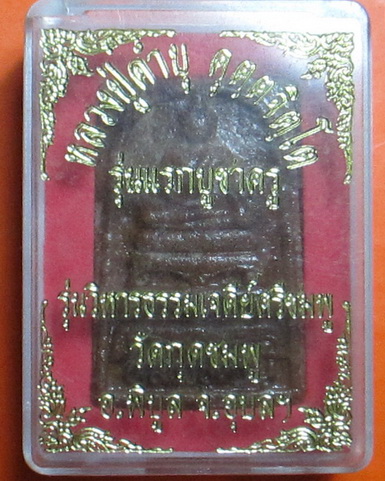 หลวงปู่คำบุ คุตฺตจิตฺโต
รุ่นแรกบูชาครู
รุ่นวิหารธรรมเจดีย์ศรีชมพู
วัดกุดชมพู
อ.พิบูล จ.อุบลฯ